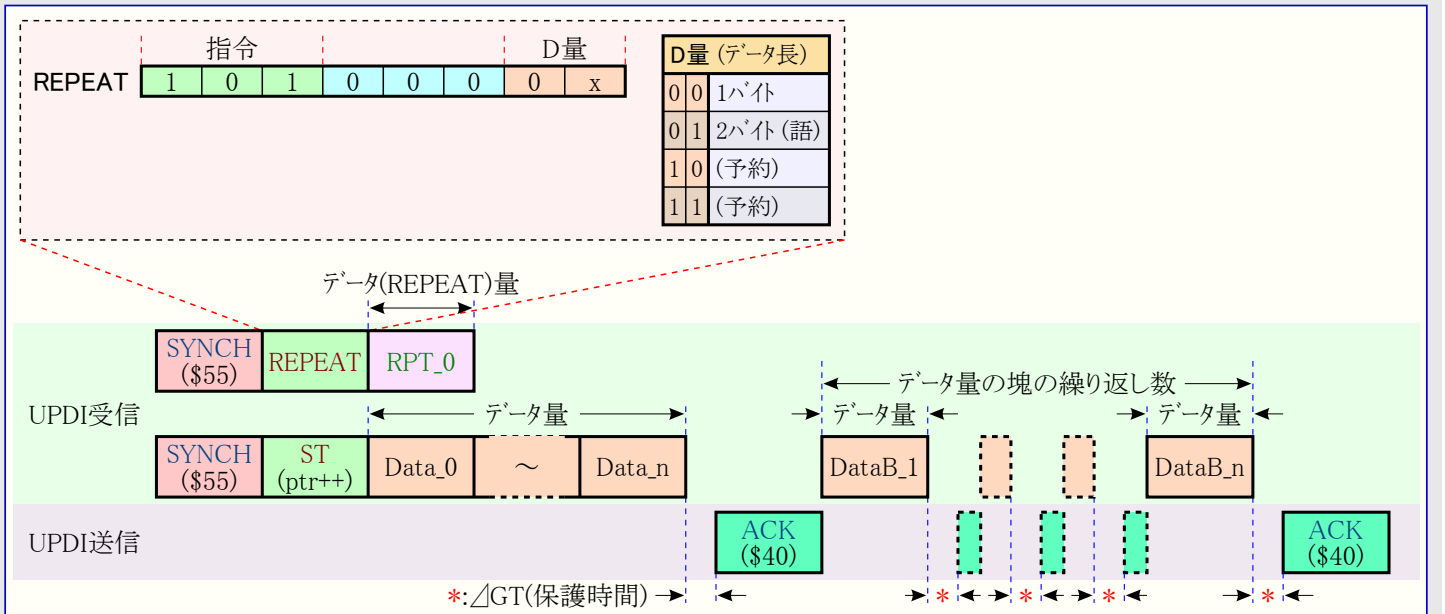 指令 D量
REPEAT 1 0 1 0 0 0 0 x
D量 (データ長)
0 0 1バイト
0 1 2バイト (語)
1 0 (予約)
1 1 (予約)
データ(REPEAT)量
SYNCH
($55)
REPEAT
RPT_0
UPDI受信
データ量
データ量の塊の繰り返し数
データ量
データ量
SYNCH
($55)
ST
(ptr++)
Data_0
～
Data_n
DataB_1
DataB_n
UPDI送信
ACK
($40)
ACK
($40)
*:⊿GT(保護時間)
* * * *